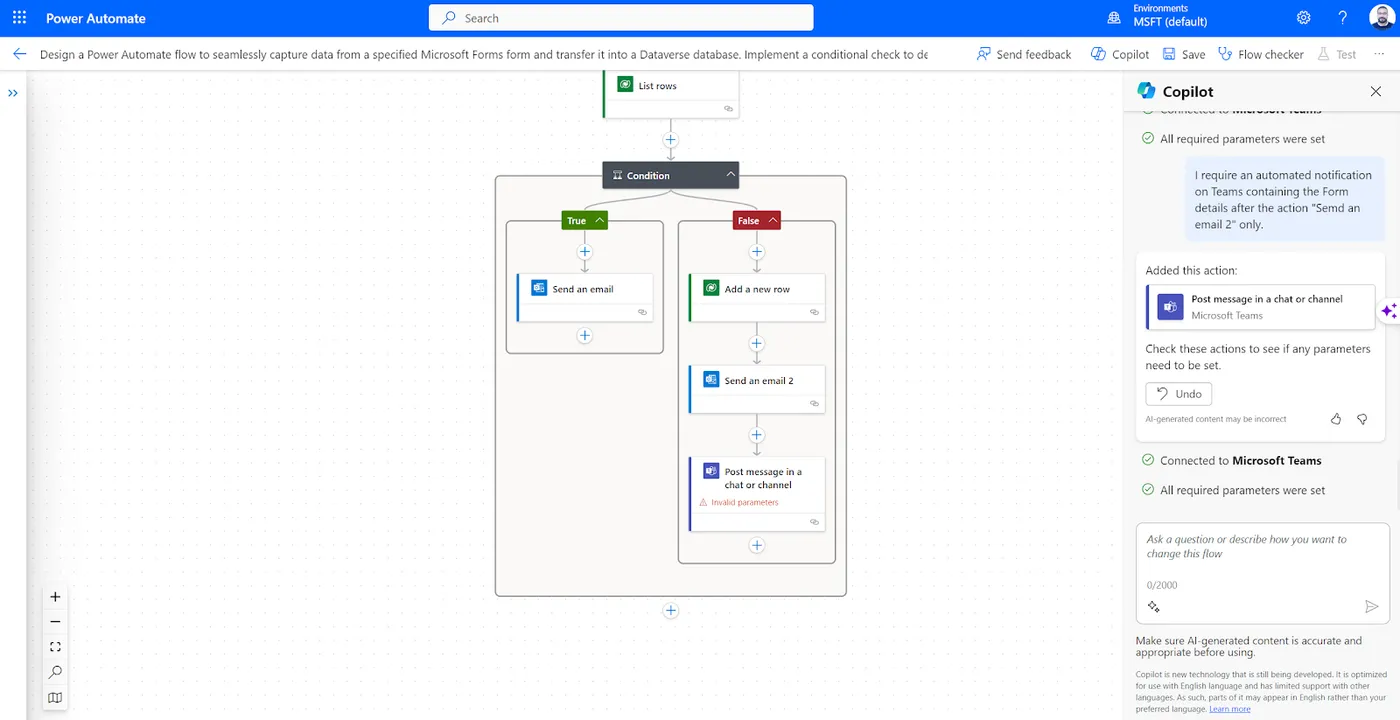 Power Automate
Search
Environments
MSFT (default)
Design a Power Automate flow to seamlessly capture data from a specified Microsoft Forms form and transfer it into a Dataverse database. Implement a conditional check to de
Send feedback
Copilot
Save
Flow checker
Test
List rows
Condition
True
False
Send an email
Add a new row
Send an email 2
Post message in a
chat or channel
Invalid parameters
Copilot
Connected to Microsoft Teams
All required parameters were set
I require an automated notification
on Teams containing the Form
details after the action "Semd an
email 2" only.
Added this action:
Post message in a chat or channel
Microsoft Teams
Check these actions to see if any parameters
need to be set.
Undo
AI-generated content may be incorrect
Connected to Microsoft Teams
All required parameters were set
Ask a question or describe how you want to
change this flow
0/2000
Make sure AI-generated content is accurate and
appropriate before using.
Copilot is new technology that is still being developed. It is optimized
for use with English language and has limited support with other
languages. As such, parts of it may appear in English rather than your
preferred language. Learn more